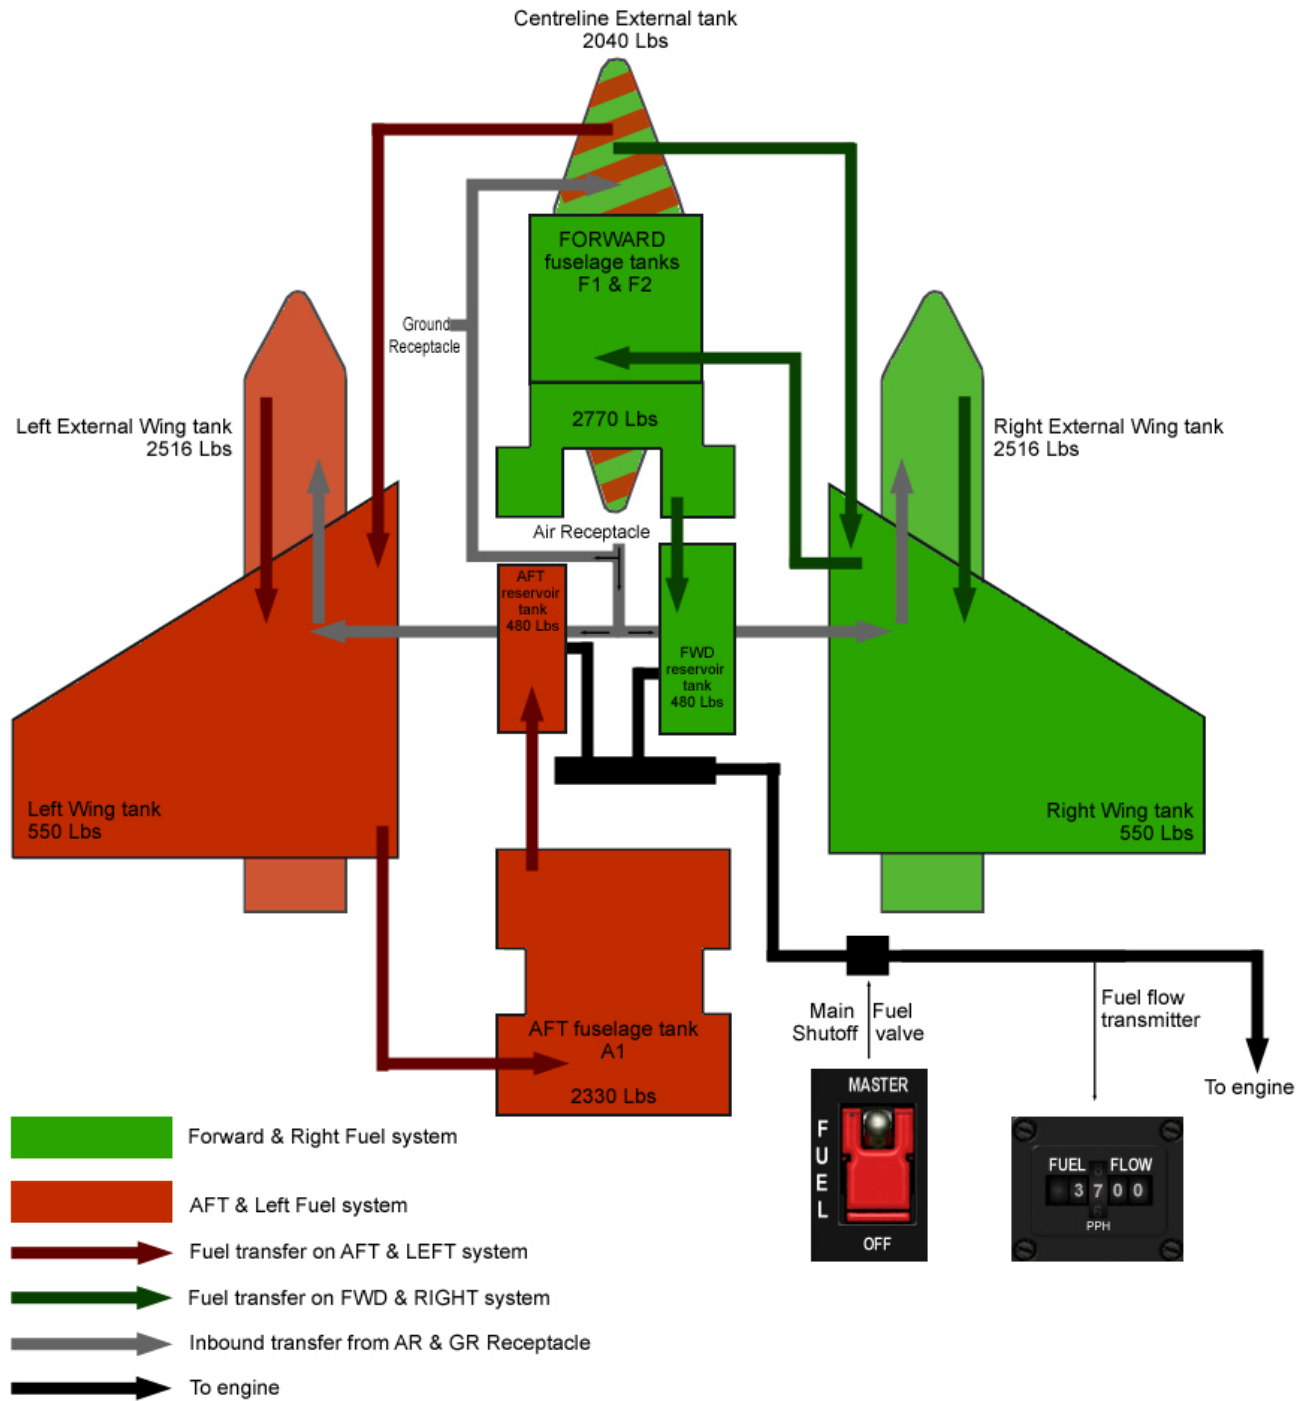 Centreline External tank
2040 Lbs
FORWARD
fuselage tanks
F1 & F2
Ground
Receptacle
2770 Lbs
Left External Wing tank
2516 Lbs
Right External Wing tank
2516 Lbs
Air Receptacle
AFT
reservoir
tank
480 Lbs
FWD
reservoir
tank
480 Lbs
Left Wing tank
550 Lbs
Right Wing tank
550 Lbs
AFT fuselage tank
A1
2330 Lbs
Main Fuel
Shutoff valve
Fuel flow
transmitter
To engine
MASTER
FUEL
OFF
FUEL FLOW
8
3700
6
PPH
Forward & Right Fuel system
AFT & Left Fuel system
Fuel transfer on AFT & LEFT system
Fuel transfer on FWD & RIGHT system
Inbound transfer from AR & GR Receptacle
To engine